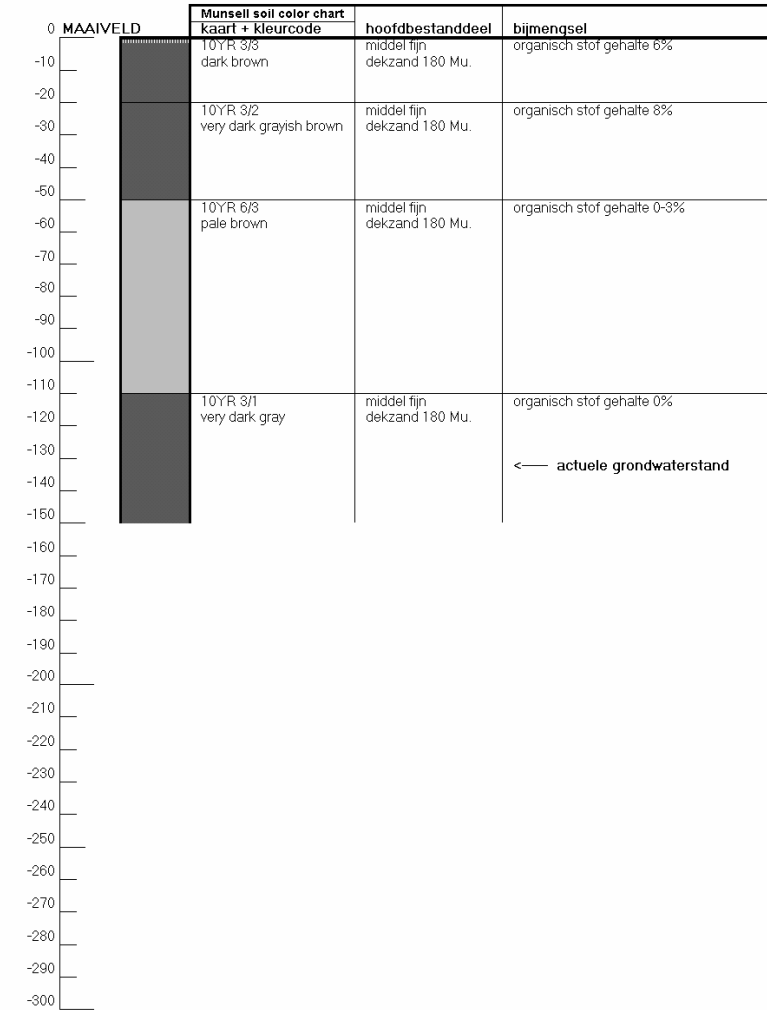 Munsell soil color chart
0 MAAIVELD kaart + kleurcode hoofdbestanddeel bijmengsel
10YR 3/3 middel fijn organisch stof gehalte 6%
-10 dark brown dekzand 180 Mu.
-20
10YR 3/2 middel fijn organisch stof gehalte 8%
-30 very dark grayish brown dekzand 180 Mu.
-40
-50
10YR 6/3 middel fijn organisch stof gehalte 0-3%
-60 pale brown dekzand 180 Mu.
-70
-80
-90
-100
-110
10YR 3/1 middel fijn organisch stof gehalte 0%
-120 very dark gray dekzand 180 Mu.
-130
<—— actuele grondwaterstand
-140
-150
-160
-170
-180
-190
-200
-210
-220
-230
-240
-250
-260
-270
-280
-290
-300